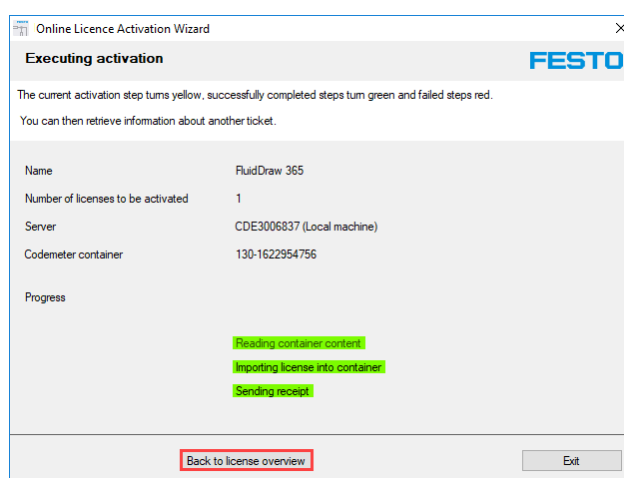 Online Licence Activation Wizard
Executing activation
FESTO
The current activation step turns yellow, successfully completed steps turn green and failed steps red.
You can then retrieve information about another ticket.
Name FluidDraw 365
Number of licenses to be activated 1
Server CDE3006837 (Local machine)
Codemeter container 130-1622954756
Progress
Reading container content
Importing license into container
Sending receipt
Back to license overview Exit